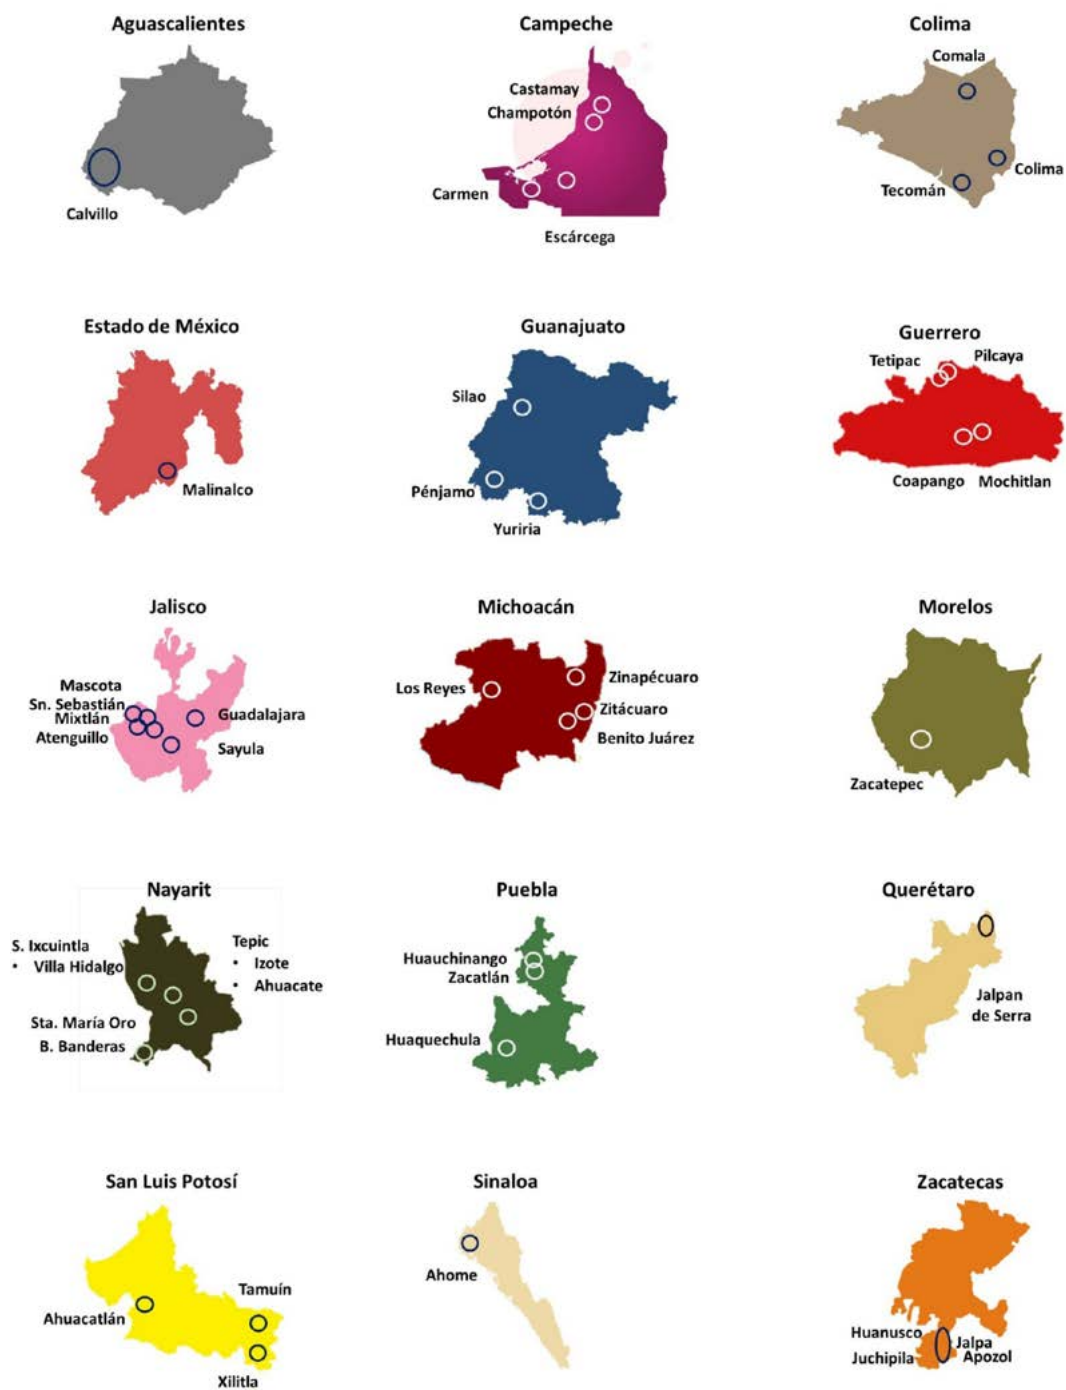 Aguascalientes
Calvillo
Campeche
Castamay
Champotón
Carmen
Escárcega
Colima
Comala
Colima
Tecomán
Estado de México
Malinalco
Guanajuato
Silao
Pénjamo
Yuriria
Guerrero
Tetipac
Pilcaya
Coapango
Mochitlan
Jalisco
Mascota
Sn. Sebastián
Mixtlán
Atenguillo
Guadalajara
Sayula
Michoacán
Los Reyes
Zinapécuaro
Zitácuaro
Benito Juárez
Morelos
Zacatepec
Nayarit
S. Ixcuintla
• Villa Hidalgo
Tepic
• Izote
• Ahuacate
Sta. María Oro
B. Banderas
Puebla
Huauchinango
Zacatlán
Huaquechula
Querétaro
Jalpan
de Serra
San Luis Potosí
Ahuacatlán
Tamuín
Xilitla
Sinaloa
Ahome
Zacatecas
Huanusco
Juchipila
Jalpa
Apozol